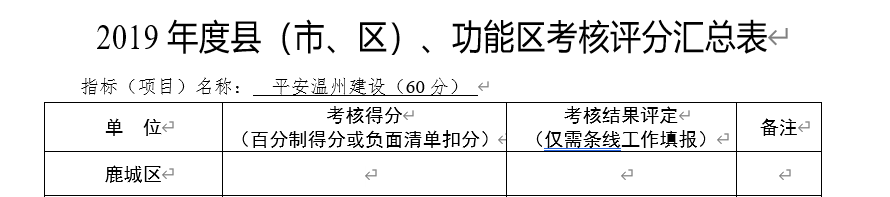 2019 年度县（市、区）、功能区考核评分汇总表
指标（项目）名称： 平安温州建设（60 分）
单 位
考核得分
（百分制得分或负面清单扣分）
考核结果评定
（仅需条线工作填报）
备注
鹿城区